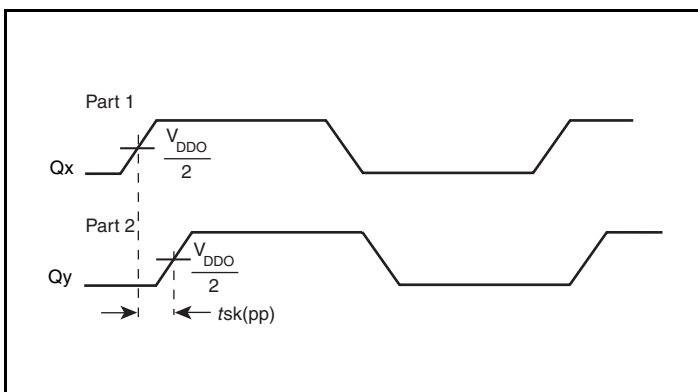 Part 1
V_DDO
2
Qx
Part 2
V_DDO
2
Qy
tsk(pp)